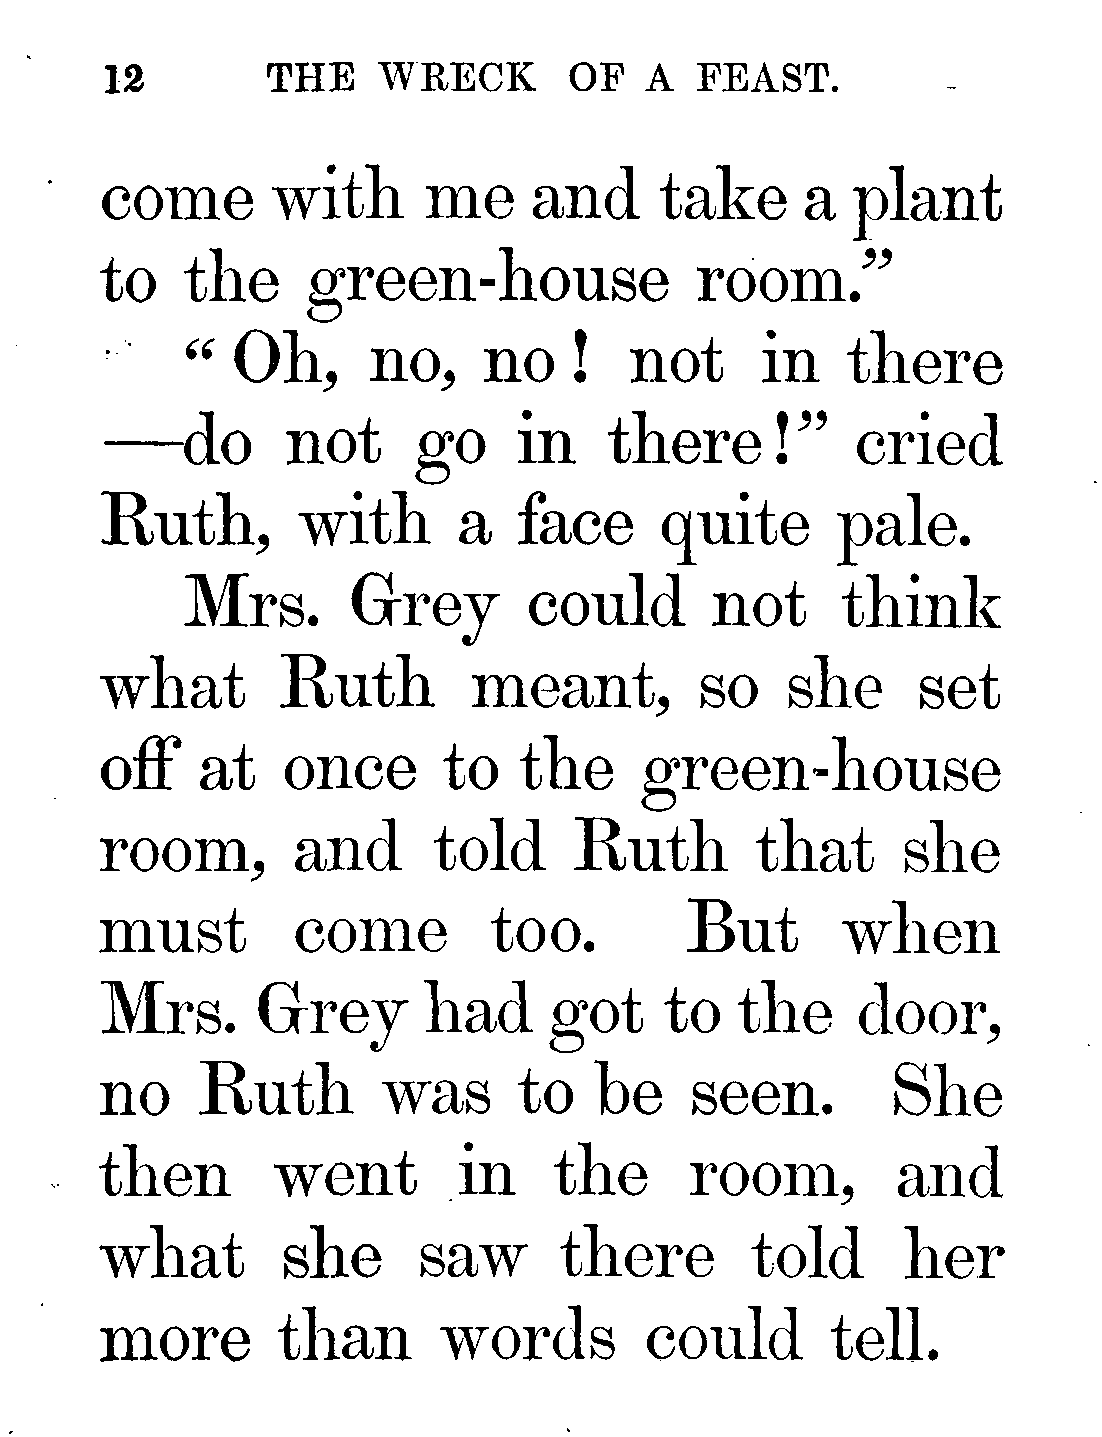 12 THE WRECK OF A FEAST.
come with me and take a plant
to the green-house room.”
“ Oh, no, no ! not in there
—do not go in there !” cried
Ruth, with a face quite pale.
Mrs. Grey could not think
what Ruth meant, so she set
off at once to the green-house
room, and told Ruth that she
must come too. But when
Mrs. Grey had got to the door,
no Ruth was to be seen. She
then went in the room, and
what she saw there told her
more than words could tell.